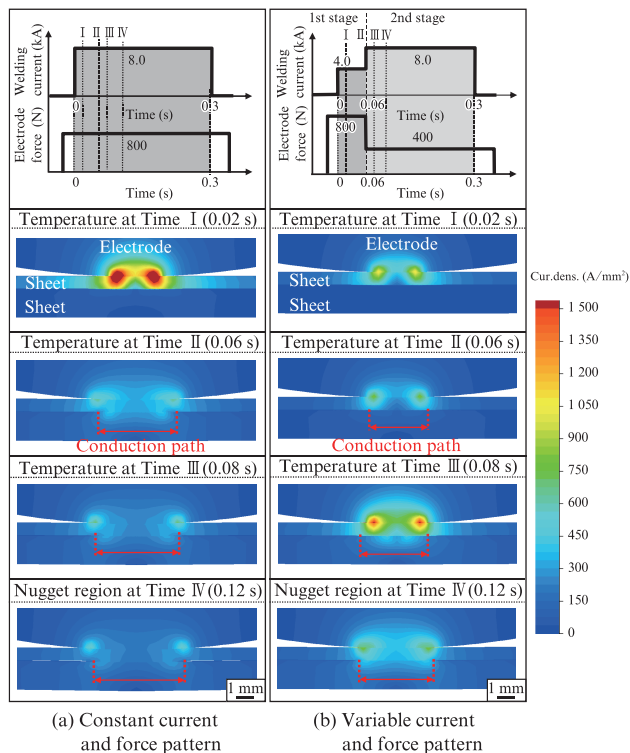 Welding
current (kA)
Ⅰ Ⅱ Ⅲ Ⅳ
8.0
0
0.3
Time (s)
Electrode
force (N)
800
0
0.3
Time (s)
1st stage
2nd stage
Welding
current (kA)
Ⅰ Ⅱ Ⅲ Ⅳ
4.0
8.0
0
0.06
0.3
Time (s)
Electrode
force (N)
800
400
0
0.06
0.3
Time (s)
Temperature at Time Ⅰ (0.02 s)
Electrode
Sheet
Sheet
Temperature at Time Ⅰ (0.02 s)
Electrode
Sheet
Sheet
Temperature at Time Ⅱ (0.06 s)
Conduction path
Temperature at Time Ⅱ (0.06 s)
Conduction path
Temperature at Time Ⅲ (0.08 s)
Temperature at Time Ⅲ (0.08 s)
Nugget region at Time Ⅳ (0.12 s)
1 mm
Nugget region at Time Ⅳ (0.12 s)
1 mm
Cur.dens. (A/mm²)
1 500
1 350
1 200
1 050
900
750
600
450
300
150
0
(a) Constant current
and force pattern
(b) Variable current
and force pattern